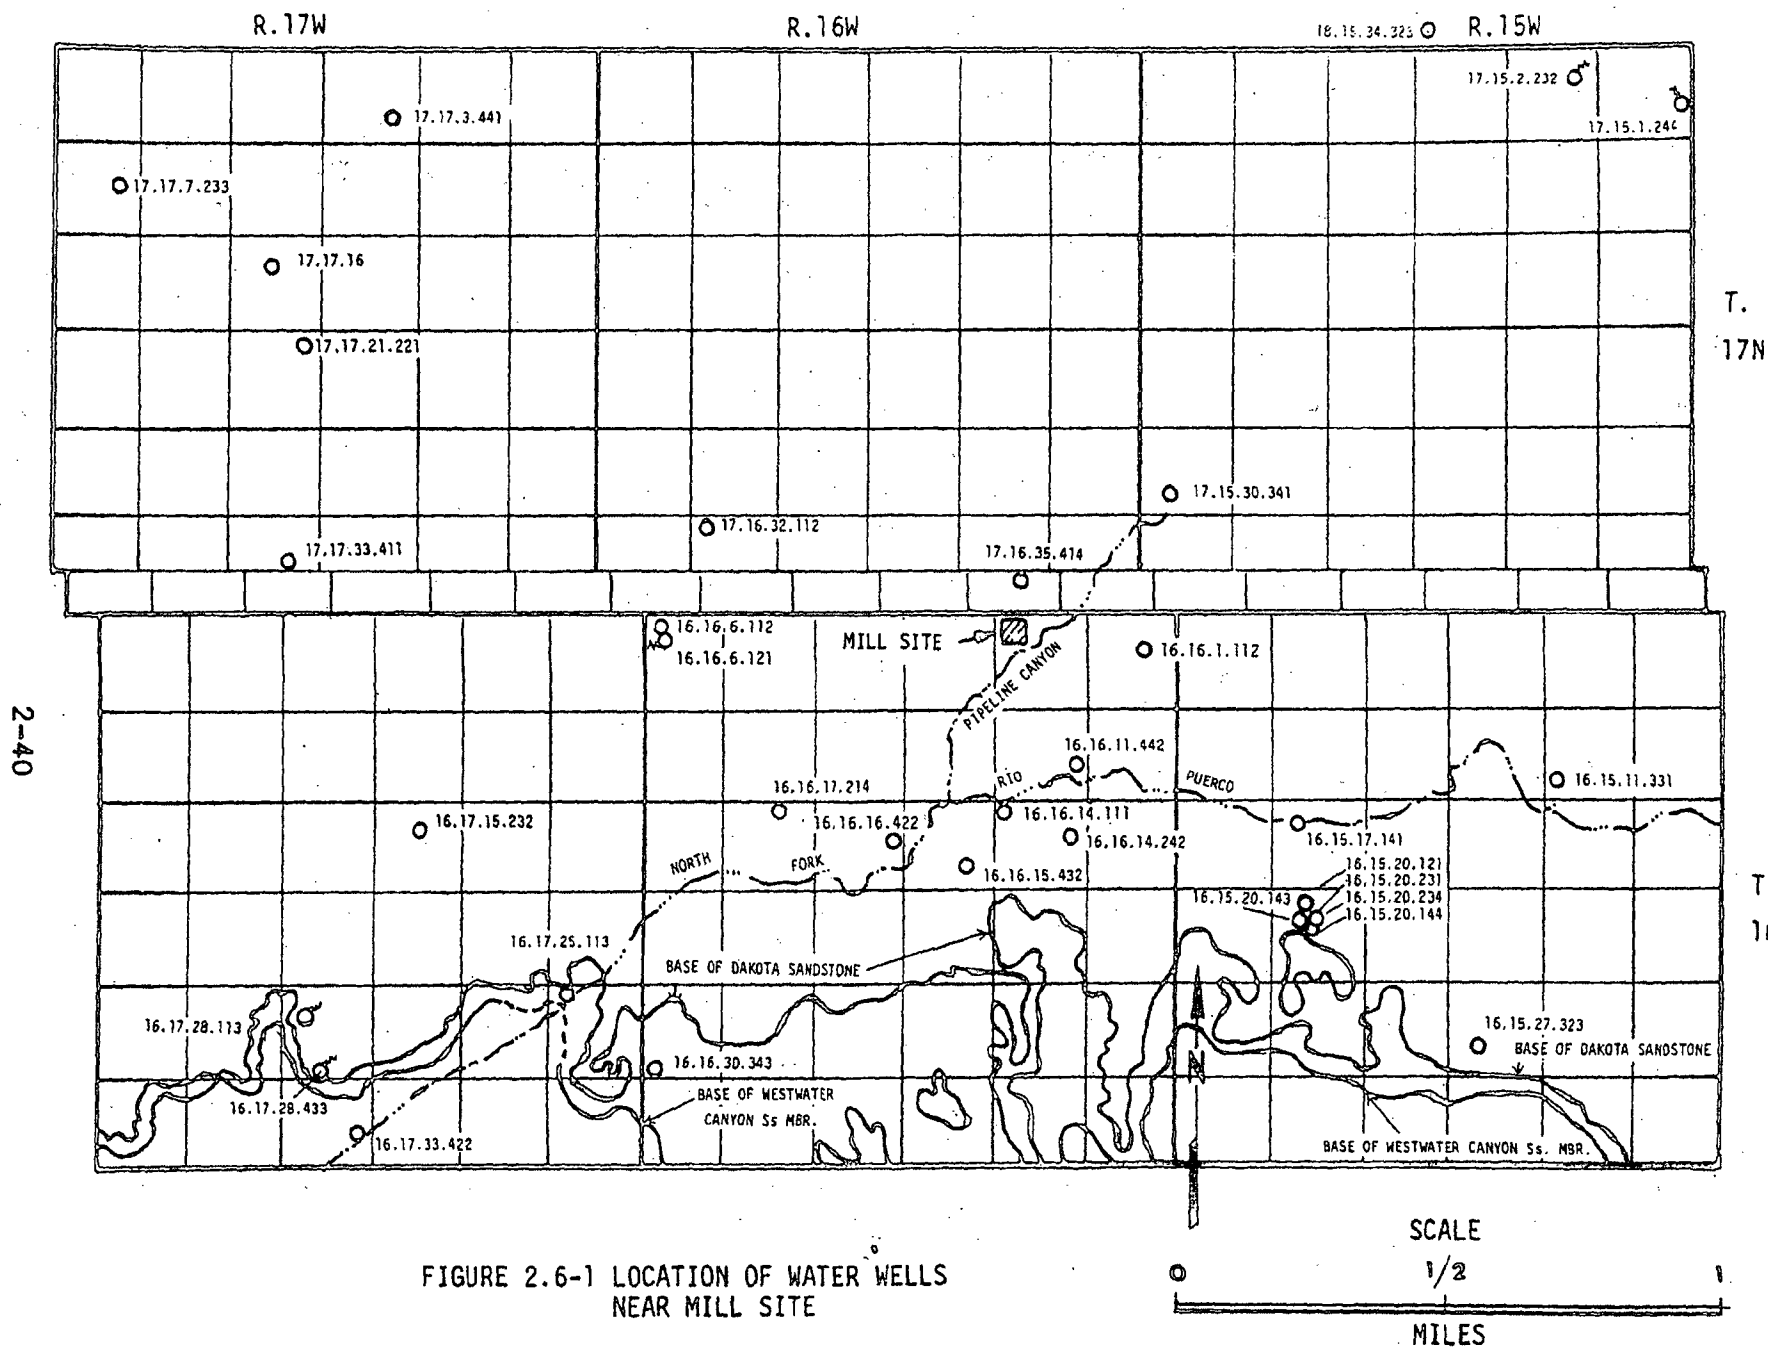 R.17W
R.16W
18.15.34.323
R.15W
17.15.2.232
17.15.1.244
17.17.3.441
17.17.7.233
17.17.16
17.17.21.221
T.
17N
17.15.30.341
17.16.32.112
17.17.33.411
17.16.35.414
16.16.6.112
16.16.6.121
MILL SITE
16.16.1.112
PIPELINE CANYON
2-40
16.16.11.442
RIO
PUERCO
16.15.11.331
16.16.17.214
16.16.16.422
16.16.14.111
16.17.15.232
16.16.14.242
16.15.17.141
NORTH
FORK
16.16.15.432
16.15.20.121
16.15.20.231
16.15.20.143
16.15.20.234
16.15.20.144
T
16.17.25.113
BASE OF DAKOTA SANDSTONE
16.17.28.113
16.15.27.323
BASE OF DAKOTA SANDSTONE
16.16.30.343
N
BASE OF WESTWATER
CANYON Ss MBR.
16.17.28.433
16.17.33.422
BASE OF WESTWATER CANYON Ss. MBR.
SCALE
0
1/2
1
MILES
FIGURE 2.6-1 LOCATION OF WATER WELLS
NEAR MILL SITE